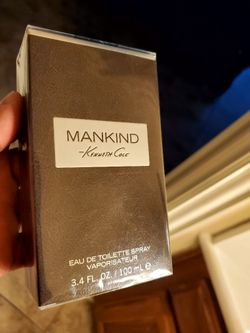 MANKIND
Kenneth Cole
EAU DE TOILETTE SPRAY
VAPORISATEUR
3.4 FL. OZ. / 100 mL e